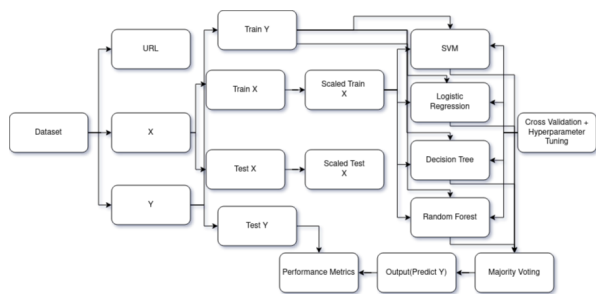 Train Y
URL
SVM
Train X
Scaled Train
X
Logistic
Regression
Dataset
X
Cross Validation +
Hyperparameter
Tuning
Test X
Scaled Test
X
Decision Tree
Y
Test Y
Random Forest
Performance Metrics
Output(Predict Y)
Majority Voting